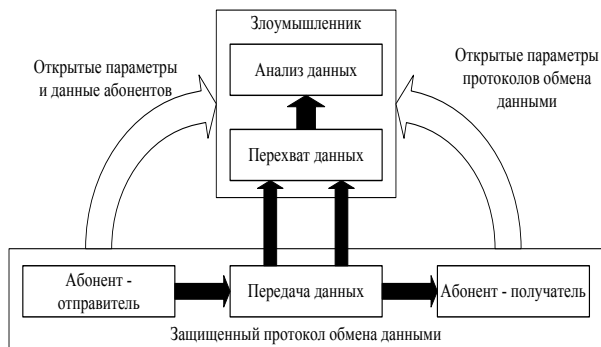 Злоумышленник
Открытые параметры
и данные абонентов
Анализ данных
Открытые параметры
протоколов обмена
данными
Перехват данных
Абонент -
отправитель
Передача данных
Абонент - получатель
Защищенный протокол обмена данными